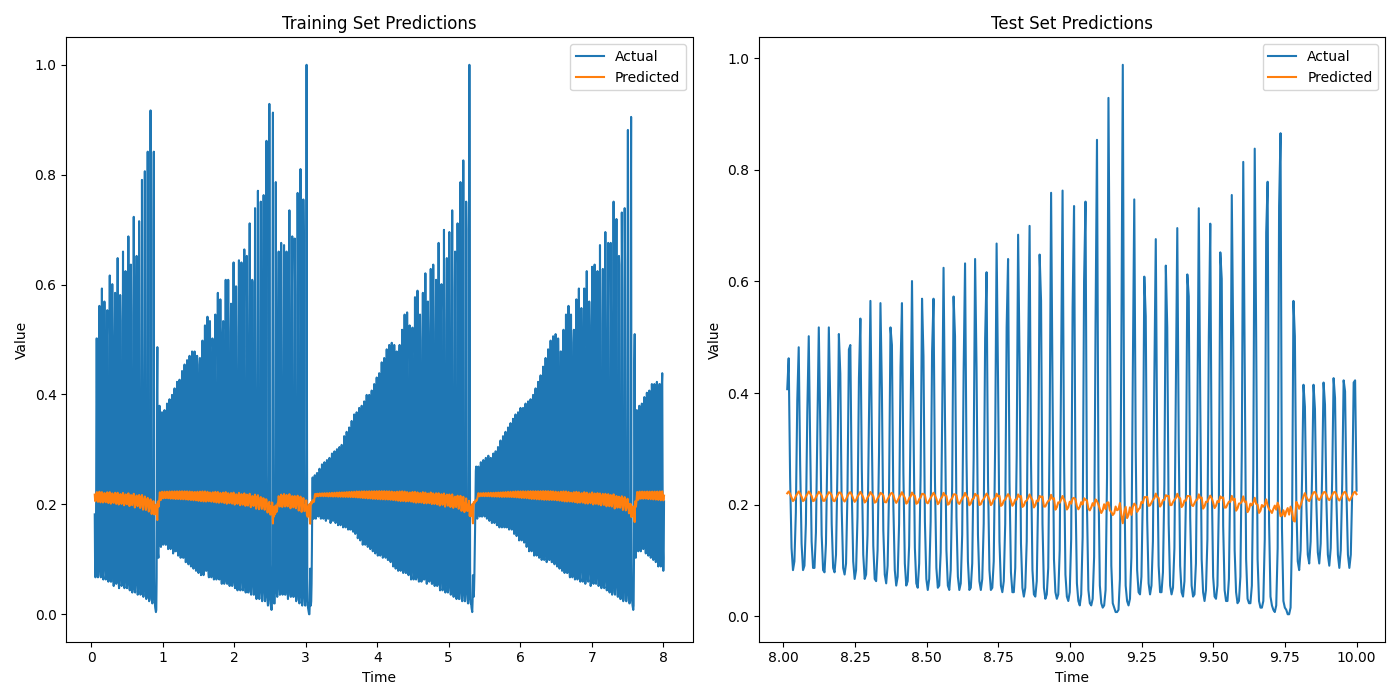 Training Set Predictions
Actual
Predicted
Value
1.0
0.8
0.6
0.4
0.2
0.0
0 1 2 3 4 5 6 7 8
Time
Test Set Predictions
Actual
Predicted
Value
1.0
0.8
0.6
0.4
0.2
0.0
8.00 8.25 8.50 8.75 9.00 9.25 9.50 9.75 10.00
Time